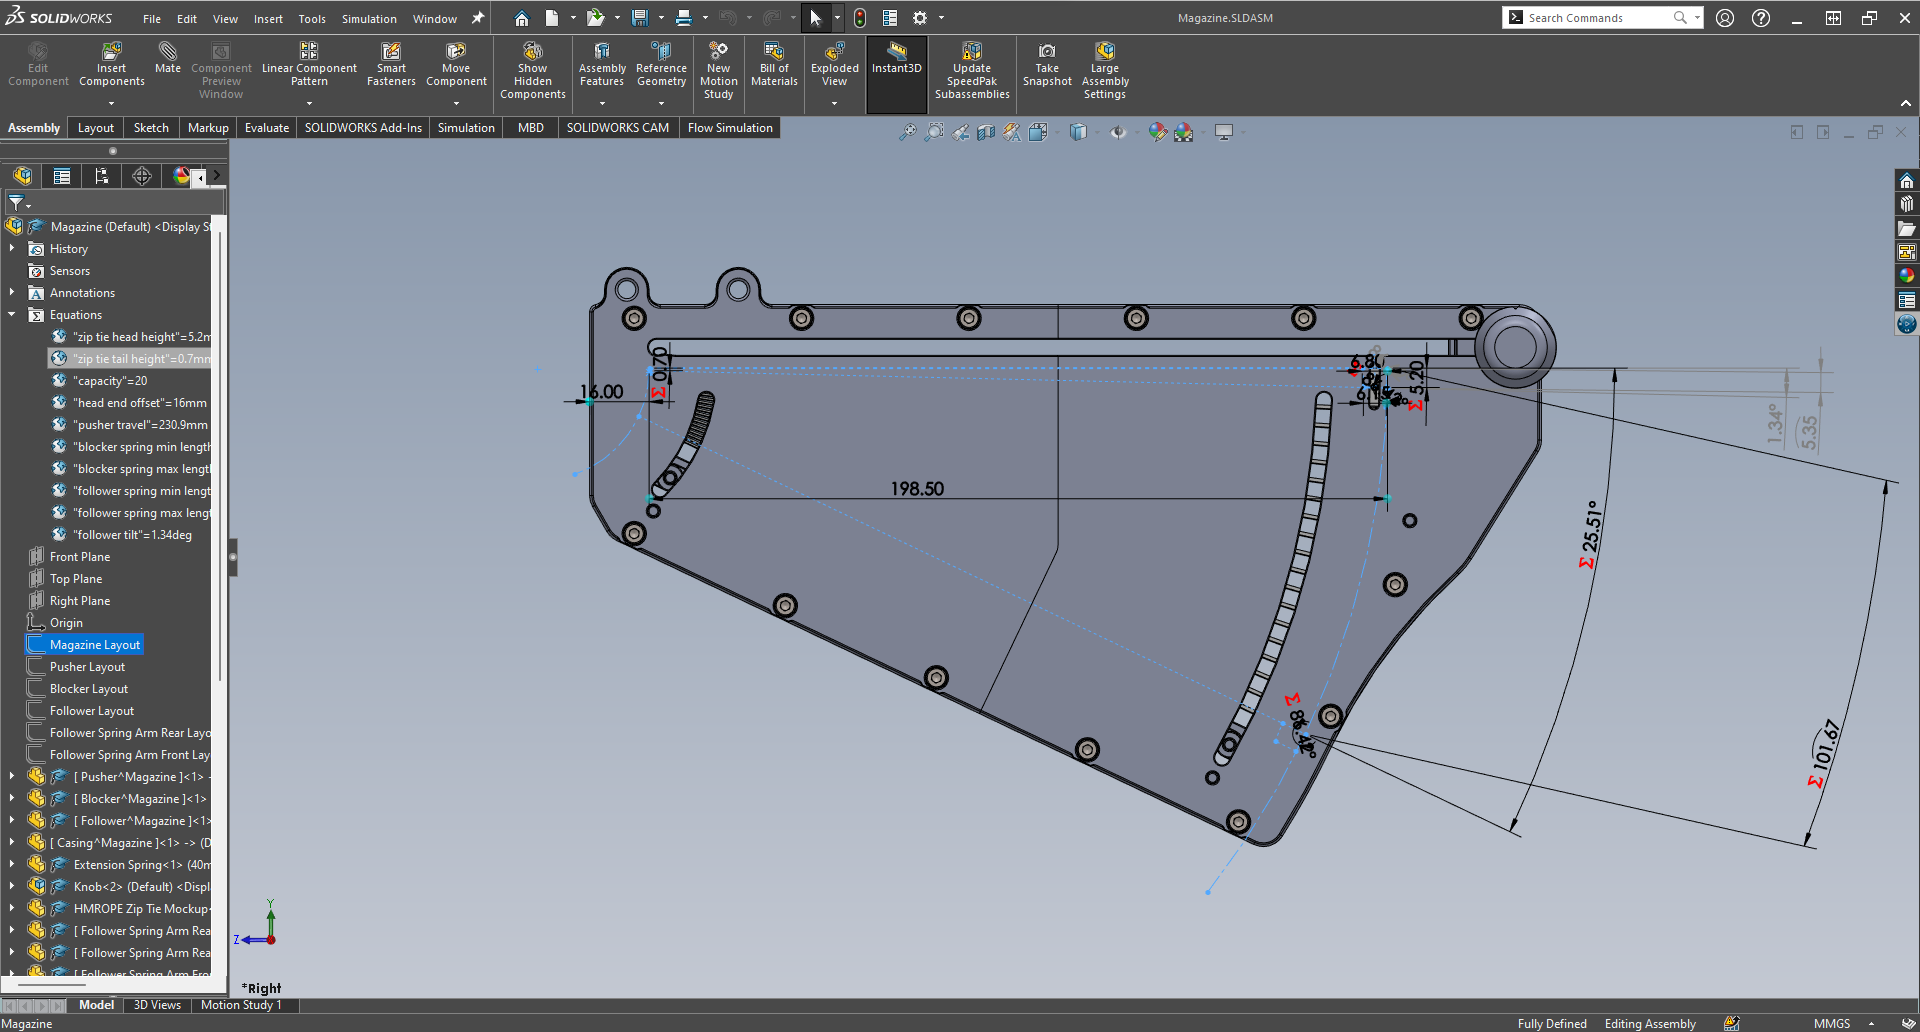 SOLIDWORKS
File Edit View Insert Tools Simulation Window
Magazine.SLDASM
Search Commands
Edit Component
Insert Components
Mate
Component Preview Window
Linear Component Pattern
Smart Fasteners
Move Component
Show Hidden Components
Assembly Features
Reference Geometry
New Motion Study
Bill of Materials
Exploded View
Instant3D
Update SpeedPak Subassemblies
Take Snapshot
Large Assembly Settings
Assembly Layout Sketch Markup Evaluate SOLIDWORKS Add-Ins Simulation MBD SOLIDWORKS CAM Flow Simulation
Magazine (Default) <Display St
History
Sensors
Annotations
Equations
"zip tie head height"=5.2m
"zip tie tail height"=0.7mm
"capacity"=20
"head end offset"=16mm
"pusher travel"=230.9mm
"blocker spring min length
"blocker spring max length
"follower spring min lengt
"follower spring max leng
"follower tilt"=1.34deg
Front Plane
Top Plane
Right Plane
Origin
Magazine Layout
Pusher Layout
Blocker Layout
Follower Layout
Follower Spring Arm Rear Layo
Follower Spring Arm Front Layo
[ Pusher^Magazine ]<1> -
[ Blocker^Magazine ]<1>
[ Follower^Magazine ]<1>
[ Casing^Magazine ]<1> -> (D
Extension Spring<1> (40m
Knob<2> (Default) <Displ
HMROPE Zip Tie Mockup
[ Follower Spring Arm Rea
[ Follower Spring Arm Rea
[ Follower Spring Arm Fro
16.00
Σ 0.70
6.80
Σ 5.20
198.50
1.34°
5.35
Σ 25.51°
Σ 101.67
Σ 86.42°
Y
Z
*Right
Model 3D Views Motion Study 1
Magazine
Fully Defined Editing Assembly MMGS